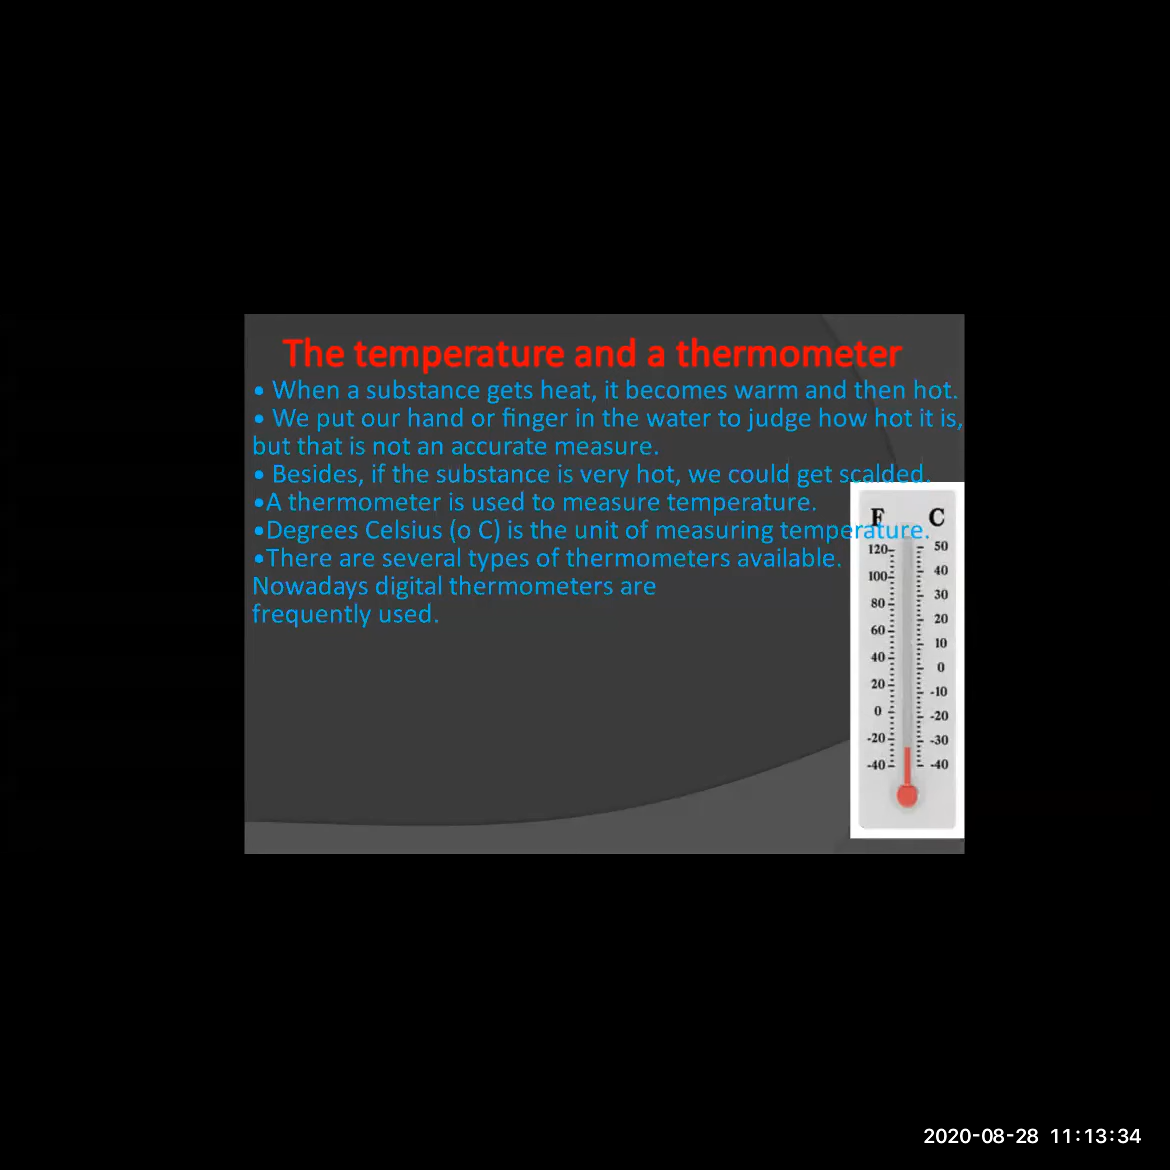 The temperature and a thermometer
• When a substance gets heat, it becomes warm and then hot.
• We put our hand or finger in the water to judge how hot it is,
but that is not an accurate measure.
• Besides, if the substance is very hot, we could get scalded.
•A thermometer is used to measure temperature.
•Degrees Celsius (o C) is the unit of measuring temperature.
•There are several types of thermometers available.
Nowadays digital thermometers are
frequently used.
F C
120 50
100 40
80 30
60 20
40 10
20 0
0 -10
-20 -20
-40 -30
-40
2020-08-28 11:13:34